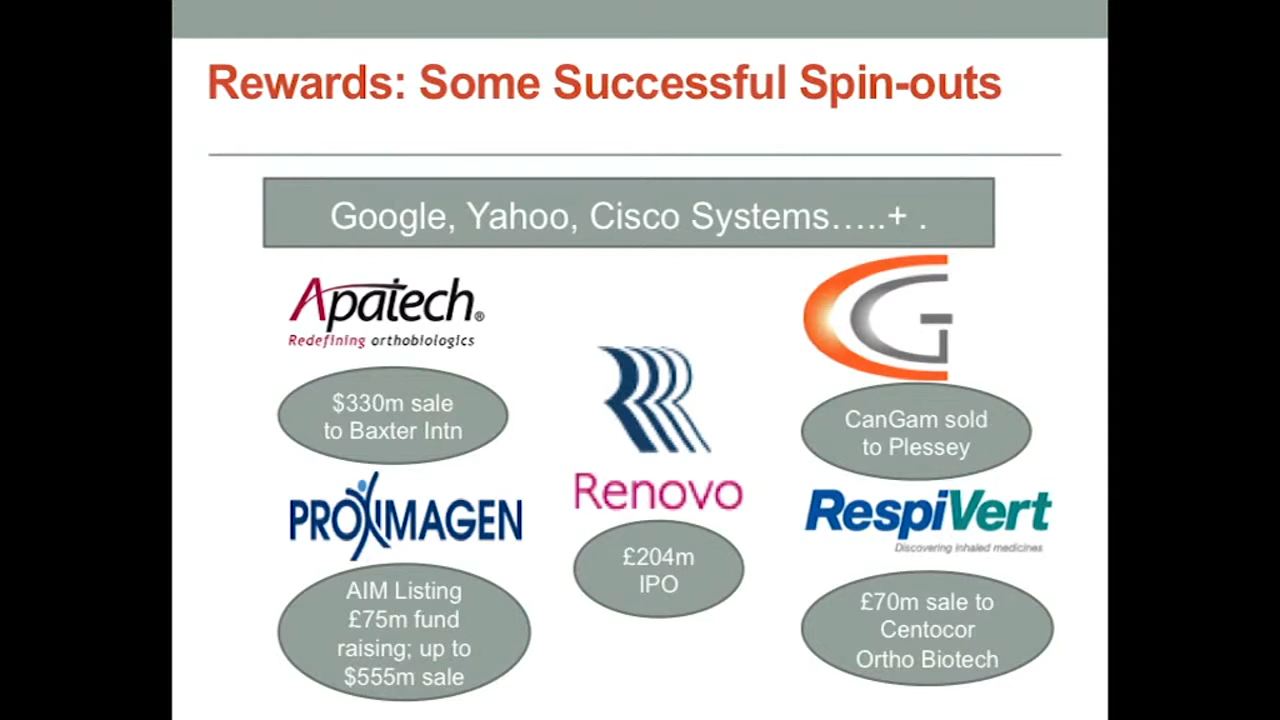 Rewards: Some Successful Spin-outs
Google, Yahoo, Cisco Systems…..+ .
Apatech®
Redefining orthobiologics
$330m sale
to Baxter Intn
CG
CanGam sold
to Plessey
PROXIMAGEN
AIM Listing
£75m fund
raising; up to
$555m sale
Renovo
£204m
IPO
RespiVert
Discovering inhaled medicines
£70m sale to
Centocor
Ortho Biotech